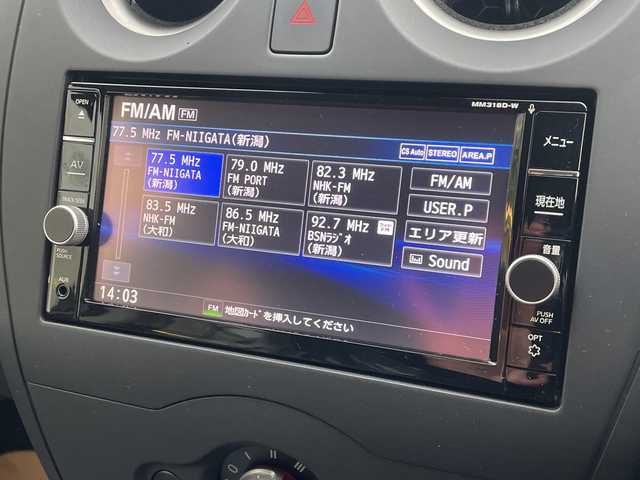 OPEN
MM318D-W
FM/AM FM
77.5 MHz FM-NIIGATA(新潟)
CS Auto STEREO AREA.P
77.5 MHz
FM-NIIGATA
(新潟)
79.0 MHz
FM PORT
(新潟)
82.3 MHz
NHK-FM
(新潟)
FM/AM
83.5 MHz
NHK-FM
(大和)
86.5 MHz
FM-NIIGATA
(大和)
92.7 MHz
BSNﾗｼﾞｵ
(新潟)
USER.P
エリア更新
Sound
14:03
FM 地図ｶｰﾄﾞを挿入してください
AV
TRACK/SEEK
PUSH
SOURCE
AUX
メニュー
現在地
音量
PUSH
AV OFF
OPT
0